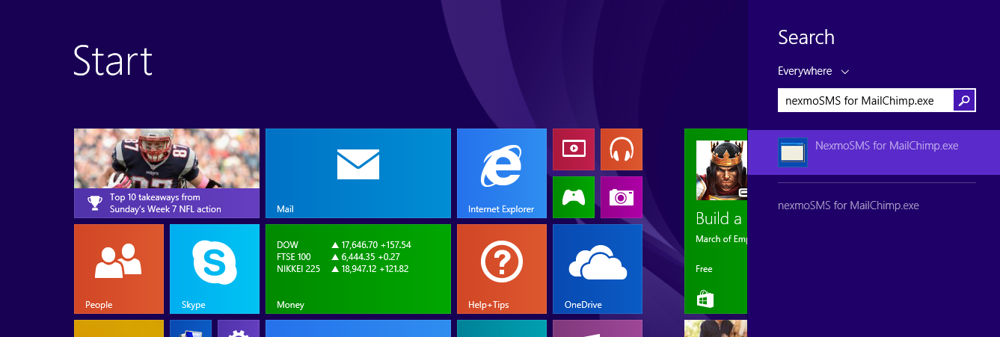 Start
Search
Everywhere
nexmoSMS for MailChimp.exe
NexmoSMS for MailChimp.exe
nexmoSMS for MailChimp.exe
87
87
Top 10 takeaways from
Sunday's Week 7 NFL action
Mail
Internet Explorer
People
Skype
DOW ▲ 17,646.70 +157.54
FTSE 100 ▲ 6,444.35 +0.27
NIKKEI 225 ▲ 18,947.12 +121.82
Money
Help+Tips
OneDrive
Build a
March of Emp
Free